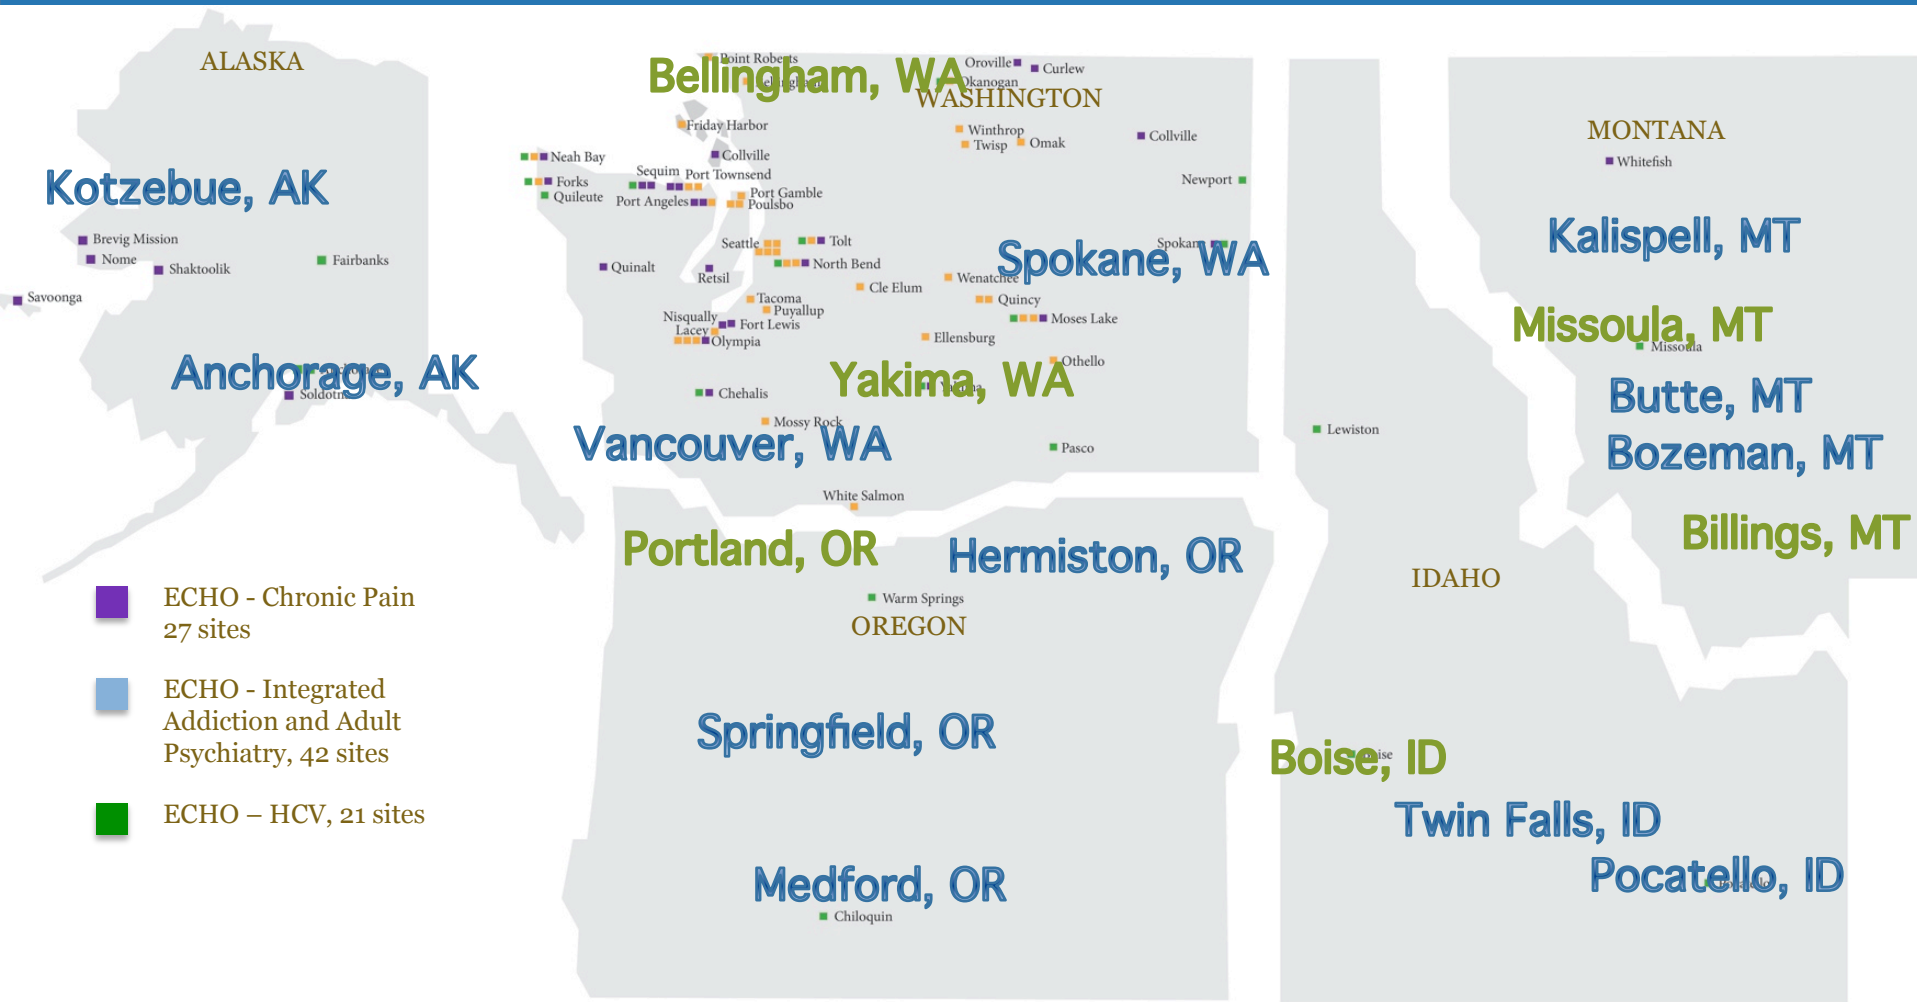 ALASKA
Kotzebue, AK
Brevig Mission
Nome
Shaktoolik
Savoonga
Fairbanks
Anchorage, AK
Soldotna
ECHO - Chronic Pain
27 sites
ECHO - Integrated
Addiction and Adult
Psychiatry, 42 sites
ECHO – HCV, 21 sites
Point Roberts
Bellingham, WA
Oroville
Curlew
Okanogan
WASHINGTON
Friday Harbor
Winthrop
Twisp
Omak
Collville
Neah Bay
Collville
Forks
Sequim
Port Townsend
Newport
Quileute
Port Angeles
Port Gamble
Poulsbo
Seattle
Tolt
Spokane
Spokane, WA
Quinalt
Retsil
North Bend
Wenatchee
Cle Elum
Quincy
Tacoma
Puyallup
Nisqually
Fort Lewis
Lacey
Olympia
Moses Lake
Ellensburg
Othello
Yakima, WA
Chehalis
Mossy Rock
Vancouver, WA
Pasco
White Salmon
Portland, OR
Hermiston, OR
Warm Springs
OREGON
Springfield, OR
Medford, OR
Chiloquin
MONTANA
Whitefish
Kalispell, MT
Missoula, MT
Missoula
Butte, MT
Bozeman, MT
Billings, MT
Lewiston
IDAHO
Boise, ID
Twin Falls, ID
Pocatello, ID